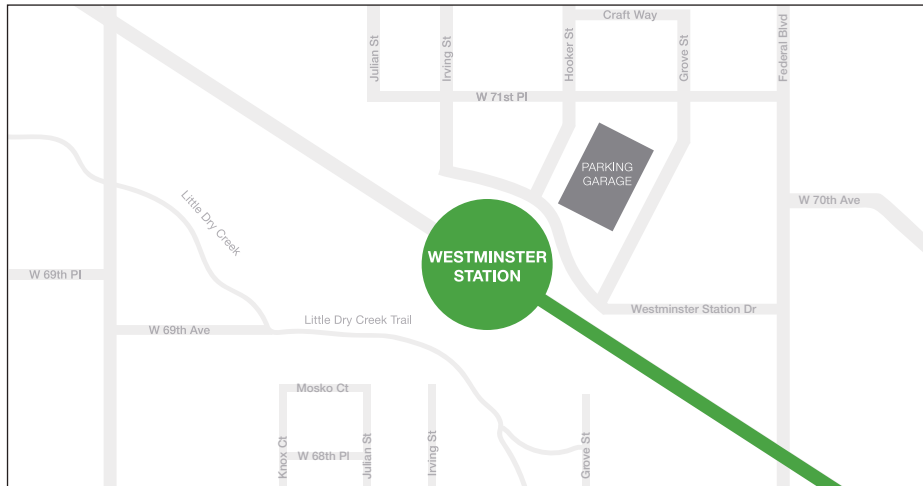 Craft Way
Julian St
Irving St
Hooker St
Grove St
Federal Blvd
W 71st Pl
PARKING
GARAGE
W 70th Ave
Little Dry Creek
WESTMINSTER
STATION
W 69th Pl
Westminster Station Dr
Little Dry Creek Trail
W 69th Ave
Mosko Ct
Knox Ct
W 68th Pl
Julian St
Irving St
Grove St